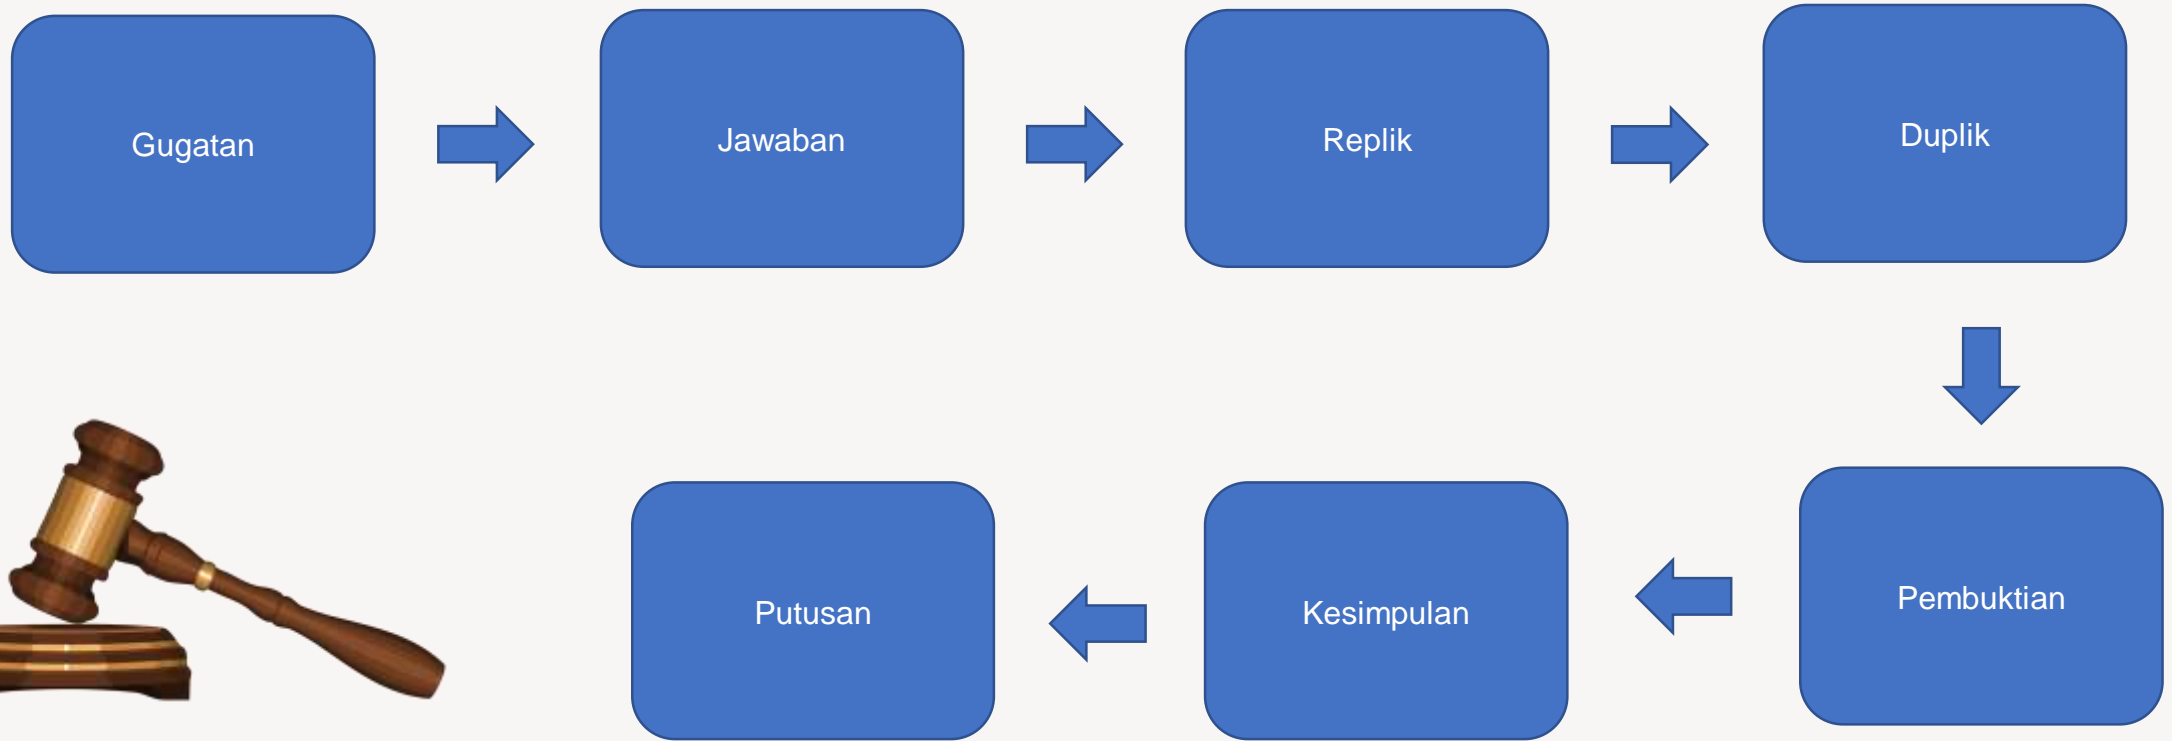 Gugatan
Jawaban
Replik
Duplik
Pembuktian
Kesimpulan
Putusan